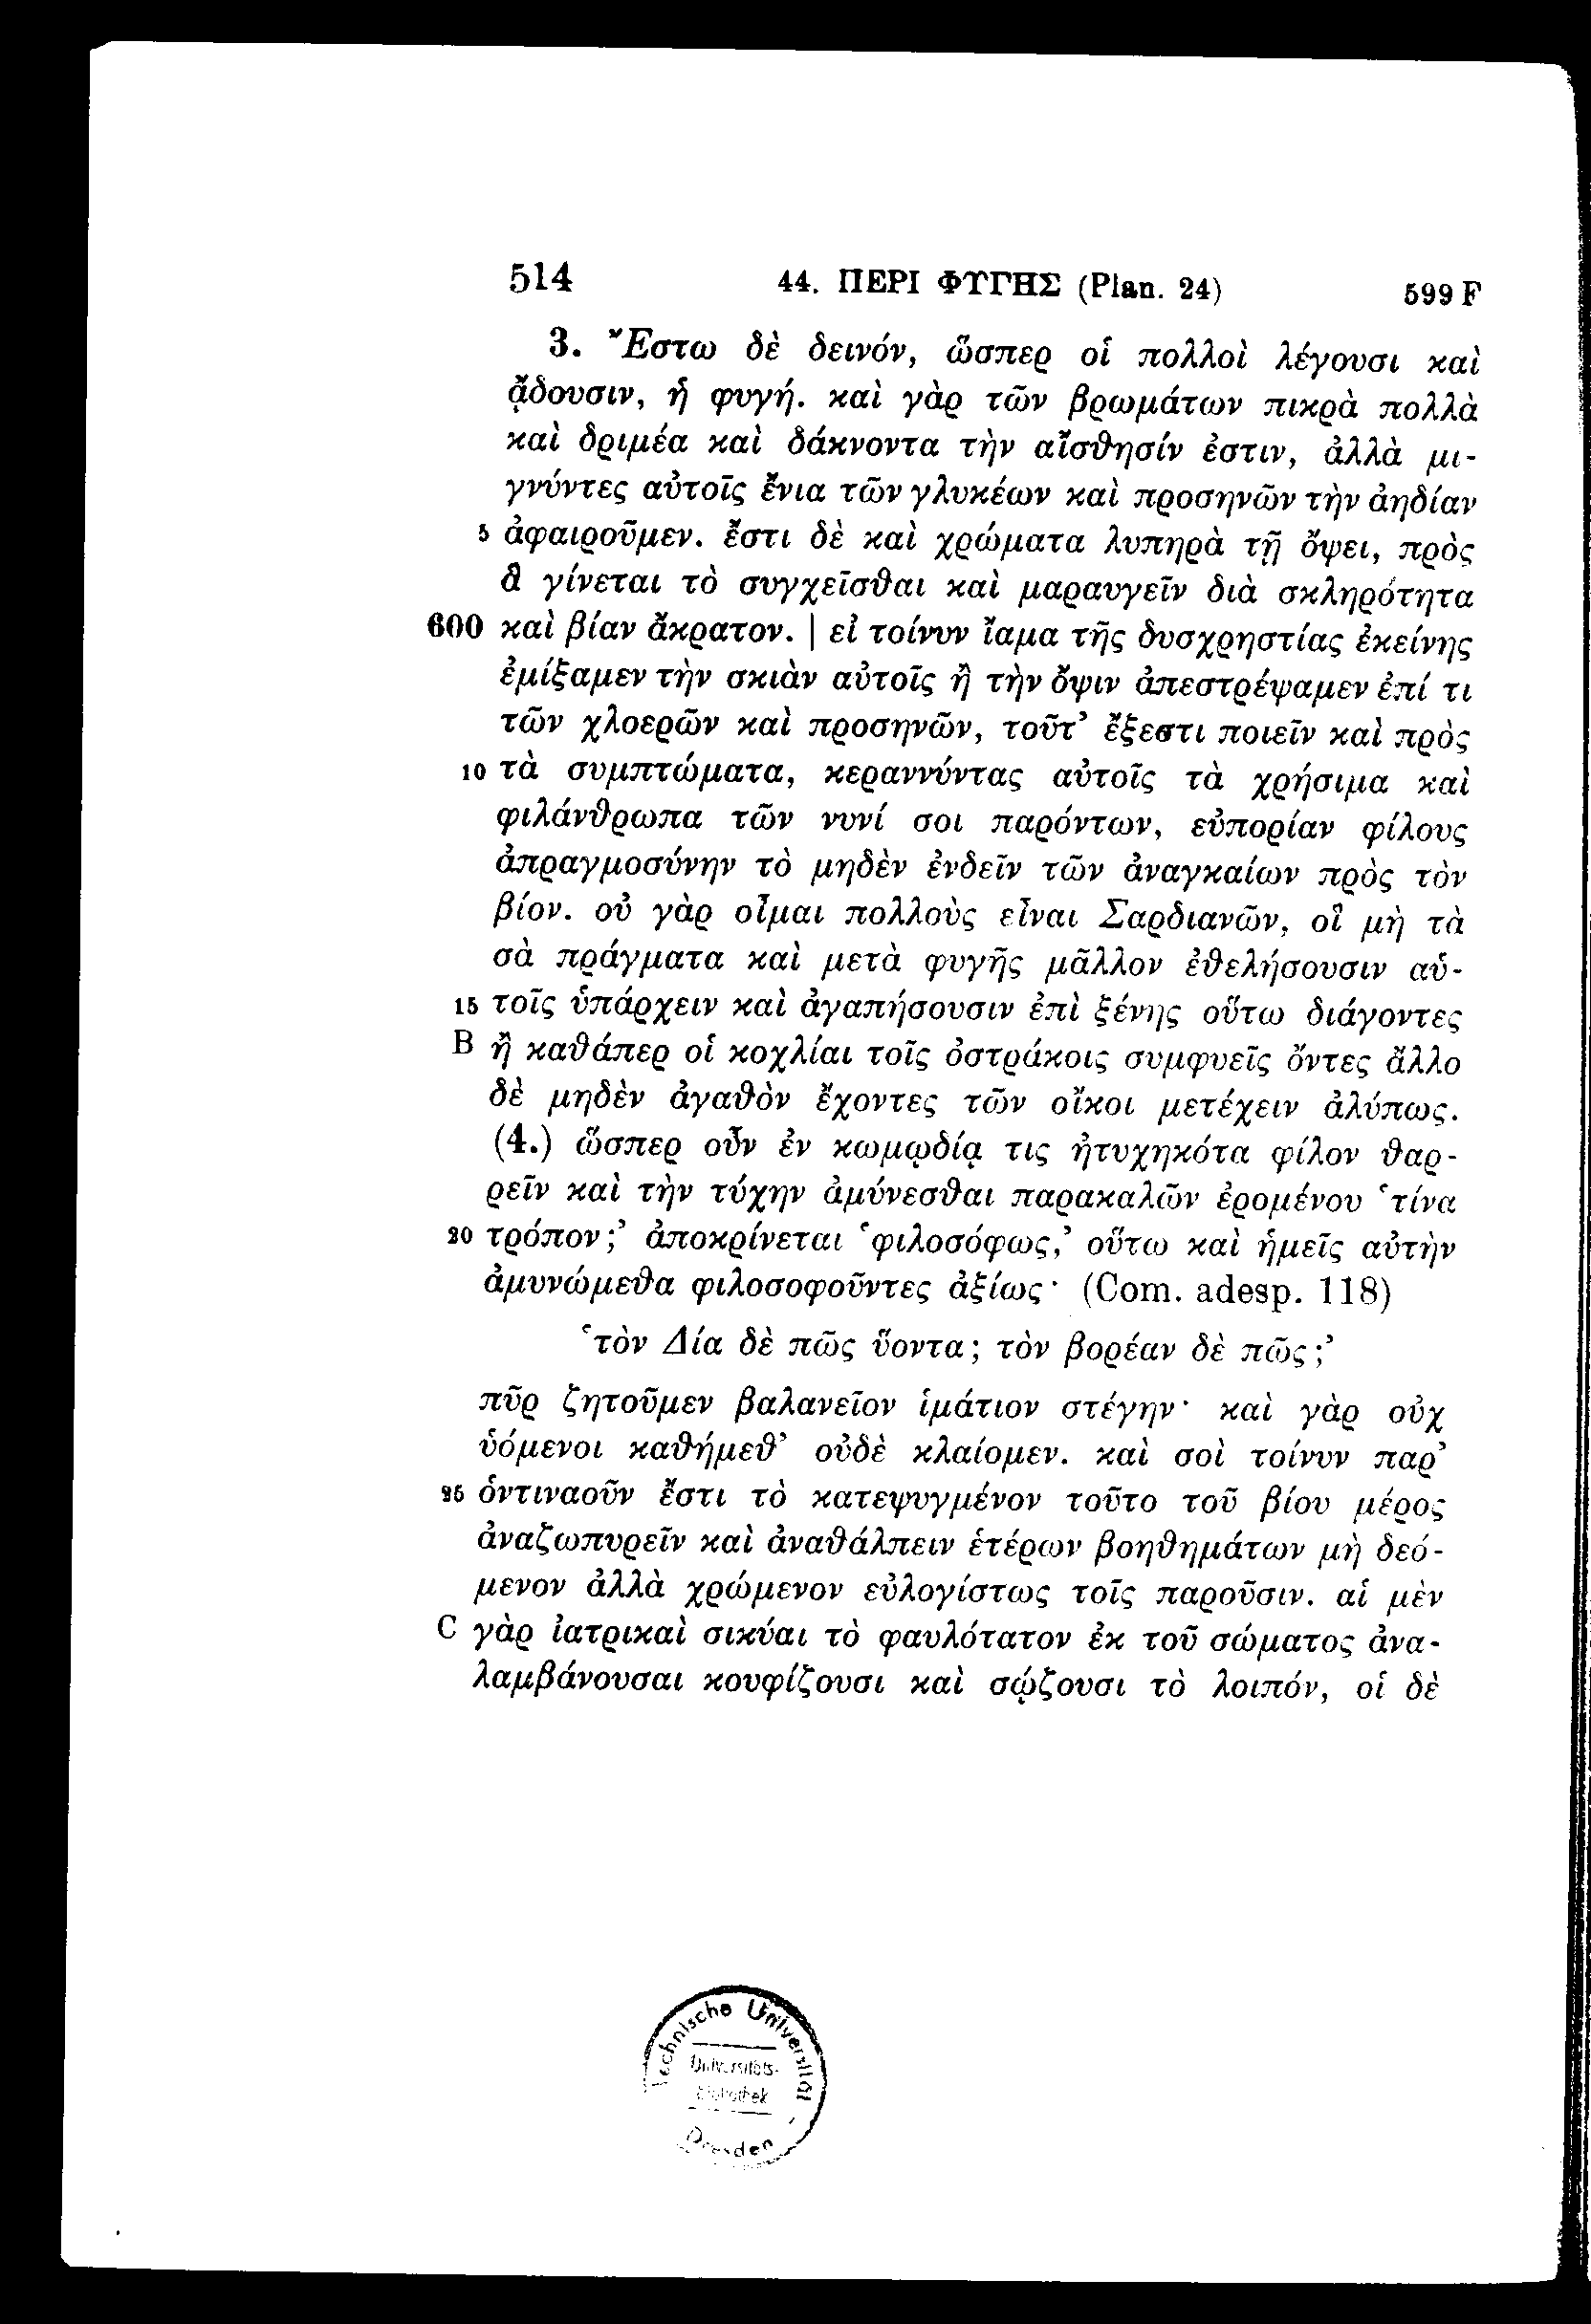 514 44. ΠΕΡΙ ΦΥΓΗΣ (Plan. 24) 599 F
3. Ἔστω δὲ δεινόν, ὥσπερ οἱ πολλοὶ λέγουσι καὶ
ᾄδουσιν, ἡ φυγή. καὶ γὰρ τῶν βρωμάτων πικρὰ πολλὰ
καὶ δριμέα καὶ δάκνοντα τὴν αἴσθησίν ἐστιν, ἀλλὰ μι-
γνύντες αὐτοῖς ἔνια τῶν γλυκέων καὶ προσηνῶν τὴν ἀηδίαν
5 ἀφαιροῦμεν. ἔστι δὲ καὶ χρώματα λυπηρὰ τῇ ὄψει, πρὸς
ἃ γίνεται τὸ συγχεῖσθαι καὶ μαραυγεῖν διὰ σκληρότητα
600 καὶ βίαν ἄκρατον. | εἰ τοίνυν ἴαμα τῆς δυσχρηστίας ἐκείνης
ἐμίξαμεν τὴν σκιὰν αὐτοῖς ἢ τὴν ὄψιν ἀπεστρέψαμεν ἐπί τι
τῶν χλοερῶν καὶ προσηνῶν, τοῦτ’ ἔξεστι ποιεῖν καὶ πρὸς
10 τὰ συμπτώματα, κεραννύντας αὐτοῖς τὰ χρήσιμα καὶ
φιλάνθρωπα τῶν νυνί σοι παρόντων, εὐπορίαν φίλους
ἀπραγμοσύνην τὸ μηδὲν ἐνδεῖν τῶν ἀναγκαίων πρὸς τὸν
βίον. οὐ γὰρ οἶμαι πολλοὺς εἶναι Σαρδιανῶν, οἳ μὴ τὰ
σὰ πράγματα καὶ μετὰ φυγῆς μᾶλλον ἐθελήσουσιν αὑ-
15 τοῖς ὑπάρχειν καὶ ἀγαπήσουσιν ἐπὶ ξένης οὕτω διάγοντες
B ἢ καθάπερ οἱ κοχλίαι τοῖς ὀστράκοις συμφυεῖς ὄντες ἄλλο
δὲ μηδὲν ἀγαθὸν ἔχοντες τῶν οἴκοι μετέχειν ἀλύπως.
(4.) ὥσπερ οὖν ἐν κωμῳδίᾳ τις ἠτυχηκότα φίλον θαρ-
ρεῖν καὶ τὴν τύχην ἀμύνεσθαι παρακαλῶν ἐρομένου ‘τίνα
20 τρόπον;’ ἀποκρίνεται ‘φιλοσόφως,’ οὕτω καὶ ἡμεῖς αὐτὴν
ἀμυνώμεθα φιλοσοφοῦντες ἀξίως· (Com. adesp. 118)
‘τὸν Δία δὲ πῶς ὕοντα; τὸν βορέαν δὲ πῶς;’
πῦρ ζητοῦμεν βαλανεῖον ἱμάτιον στέγην· καὶ γὰρ οὐχ
ὑόμενοι καθήμεθ’ οὐδὲ κλαίομεν. καὶ σοὶ τοίνυν παρ’
25 ὁντιναοῦν ἔστι τὸ κατεψυγμένον τοῦτο τοῦ βίου μέρος
ἀναζωπυρεῖν καὶ ἀναθάλπειν ἑτέρων βοηθημάτων μὴ δεό-
μενον ἀλλὰ χρώμενον εὐλογίστως τοῖς παροῦσιν. αἱ μὲν
C γὰρ ἰατρικαὶ σικύαι τὸ φαυλότατον ἐκ τοῦ σώματος ἀνα-
λαμβάνουσαι κουφίζουσι καὶ σῴζουσι τὸ λοιπόν, οἱ δὲ
Technische Universität
Universitäts-
Bibliothek
Dresden